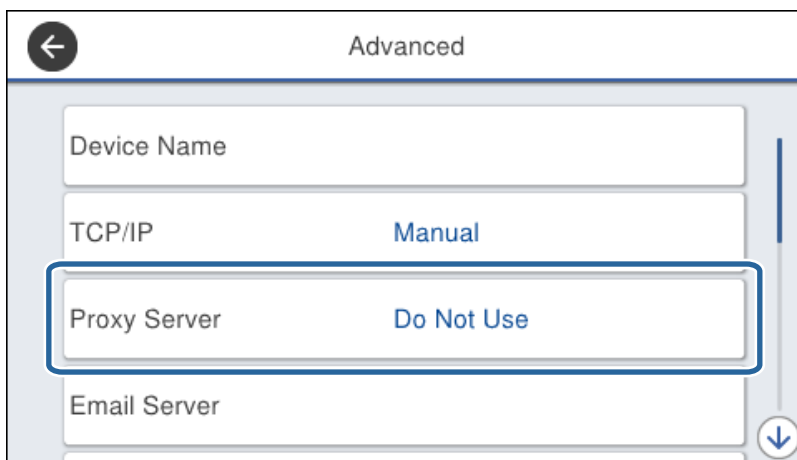 Advanced
Device Name
TCP/IP Manual
Proxy Server Do Not Use
Email Server